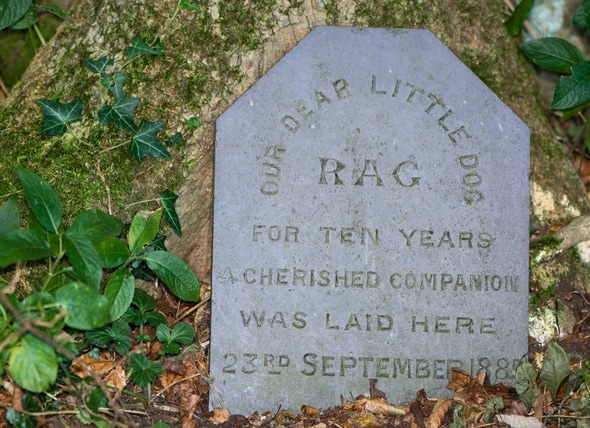 OUR DEAR LITTLE DOG
RAG
FOR TEN YEARS
A CHERISHED COMPANION
WAS LAID HERE
23RD SEPTEMBER